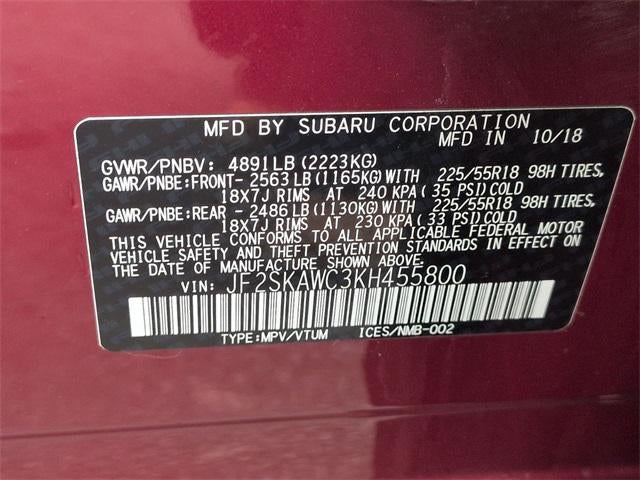 MFD BY SUBARU CORPORATION
MFD IN 10/18
GVWR/PNBV: 4891LB (2223KG)
GAWR/PNBE:FRONT- 2563LB(1165KG)WITH 225/55R18 98H TIRES,
18X7J RIMS AT 240 KPA( 35 PSI)COLD
GAWR/PNBE:REAR - 2486LB(1130KG)WITH 225/55R18 98H TIRES,
18X7J RIMS AT 230 KPA( 33 PSI)COLD
THIS VEHICLE CONFORMS TO ALL APPLICABLE FEDERAL MOTOR
VEHICLE SAFETY AND THEFT PREVENTION STANDARDS IN EFFECT ON
THE DATE OF MANUFACTURE SHOWN ABOVE.
VIN: JF2SKAWC3KH455800
TYPE:MPV/VTUM ICES/NMB-002